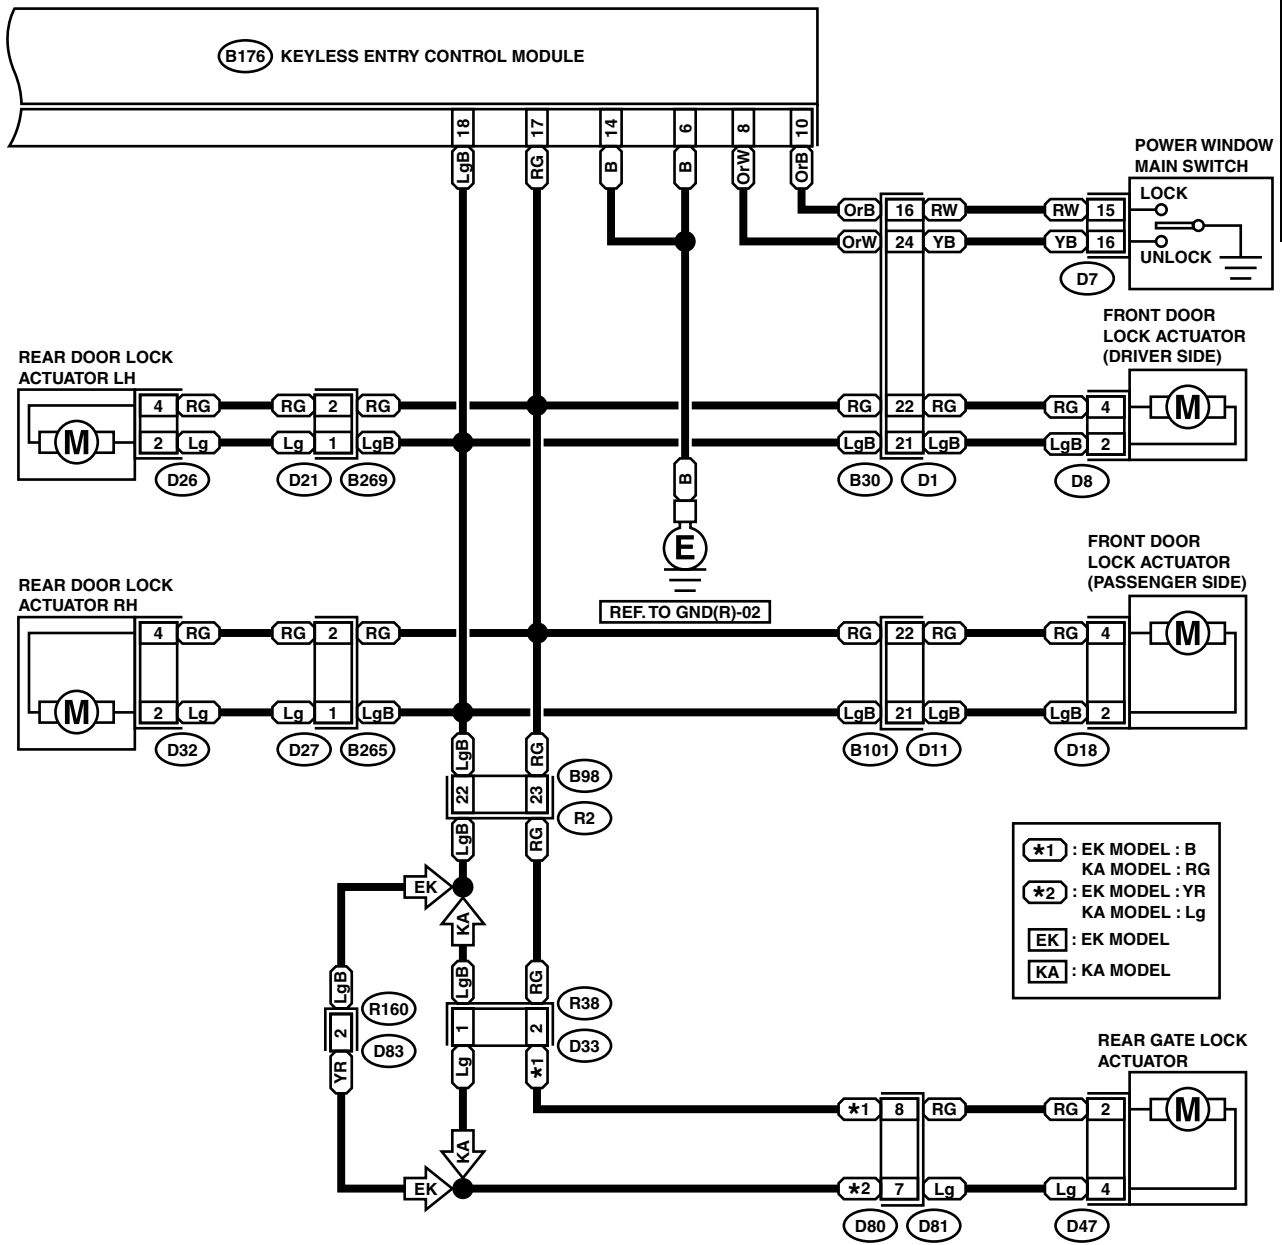 B176 KEYLESS ENTRY CONTROL MODULE
18 17 14 6 8 10
LgB RG B B OrW OrB
POWER WINDOW
MAIN SWITCH
OrB 16 RW RW 15 LOCK
OrW 24 YB YB 16 UNLOCK
D7
FRONT DOOR
LOCK ACTUATOR
(DRIVER SIDE)
REAR DOOR LOCK
ACTUATOR LH
4 RG RG 2 RG RG 22 RG RG 4 M
M 2 Lg Lg 1 LgB LgB 21 LgB LgB 2
D26 D21 B269 B B30 D1 D8
E
REF. TO GND(R)-02
FRONT DOOR
LOCK ACTUATOR
(PASSENGER SIDE)
REAR DOOR LOCK
ACTUATOR RH
4 RG RG 2 RG RG 22 RG RG 4 M
M 2 Lg Lg 1 LgB LgB 21 LgB LgB 2
D32 D27 B265 B101 D11 D18
LgB RG
22 23 B98
R2
LgB RG
*1 : EK MODEL : B
KA MODEL : RG
*2 : EK MODEL : YR
KA MODEL : Lg
EK : EK MODEL
KA : KA MODEL
EK
KA
LgB LgB RG
R160 R38
2 1 2
D83 D33
YR Lg *1
REAR GATE LOCK
ACTUATOR
*1 8 RG RG 2 M
KA
EK *2 7 Lg Lg 4
D80 D81 D47